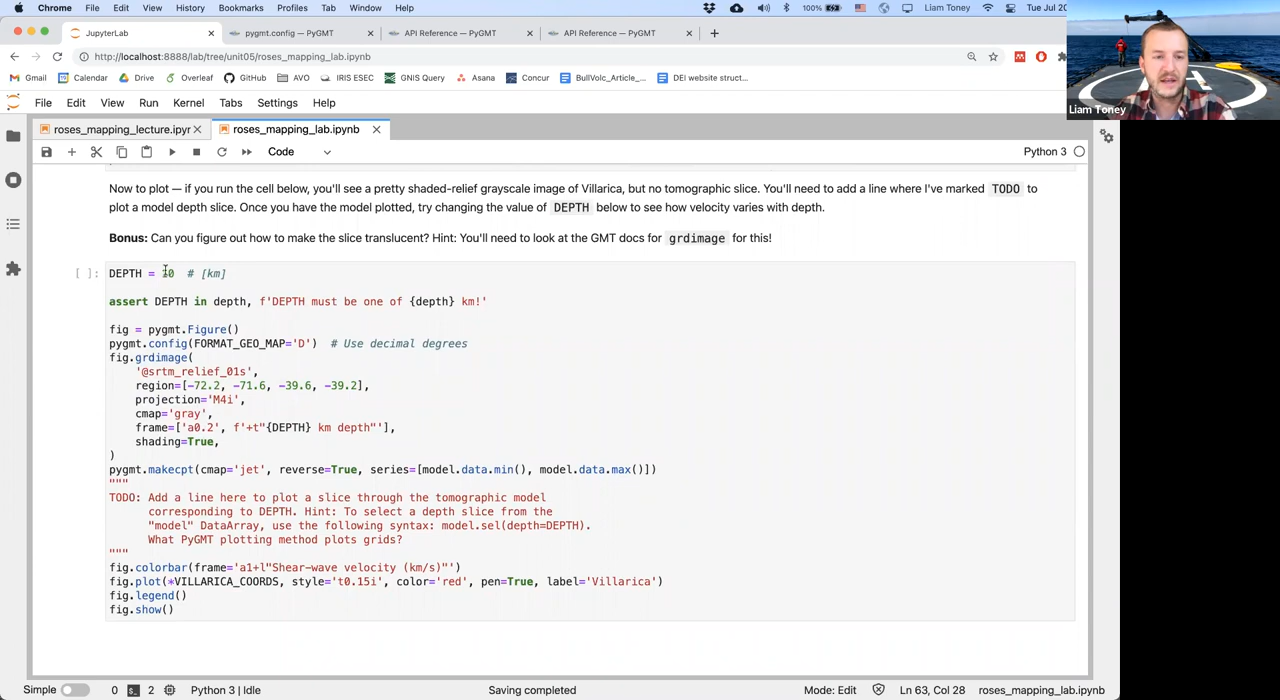 Chrome File Edit View History Bookmarks Profiles Tab Window Help 100% Liam Toney Tue Jul 20
JupyterLab pygmt.config — PyGMT API Reference — PyGMT API Reference — PyGMT
http://localhost:8888/lab/tree/unit05/roses_mapping_lab.ipynb
Gmail Calendar Drive Overleaf GitHub AVO IRIS ESEC GNIS Query Asana Concur BullVolc_Article_... DEI website struct...
Liam Toney
File Edit View Run Kernel Tabs Settings Help
roses_mapping_lecture.ipyr roses_mapping_lab.ipynb
Code Python 3
Now to plot — if you run the cell below, you'll see a pretty shaded-relief grayscale image of Villarica, but no tomographic slice. You'll need to add a line where I've marked TODO to
plot a model depth slice. Once you have the model plotted, try changing the value of DEPTH below to see how velocity varies with depth.
Bonus: Can you figure out how to make the slice translucent? Hint: You'll need to look at the GMT docs for grdimage for this!
[ ]: DEPTH = # [km]
assert DEPTH in depth, f'DEPTH must be one of {depth} km!'
fig = pygmt.Figure()
pygmt.config(FORMAT_GEO_MAP='D') # Use decimal degrees
fig.grdimage(
'@srtm_relief_01s',
region=[-72.2, -71.6, -39.6, -39.2],
projection='M4i',
cmap='gray',
frame=['a0.2', f'+t"{DEPTH} km depth"'],
shading=True,
)
pygmt.makecpt(cmap='jet', reverse=True, series=[model.data.min(), model.data.max()])
"""
TODO: Add a line here to plot a slice through the tomographic model
corresponding to DEPTH. Hint: To select a depth slice from the
"model" DataArray, use the following syntax: model.sel(depth=DEPTH).
What PyGMT plotting method plots grids?
"""
fig.colorbar(frame='a1+l"Shear-wave velocity (km/s)"')
fig.plot(*VILLARICA_COORDS, style='t0.15i', color='red', pen=True, label='Villarica')
fig.legend()
fig.show()
Simple 0 2 Python 3 | Idle Saving completed Mode: Edit Ln 63, Col 28 roses_mapping_lab.ipynb